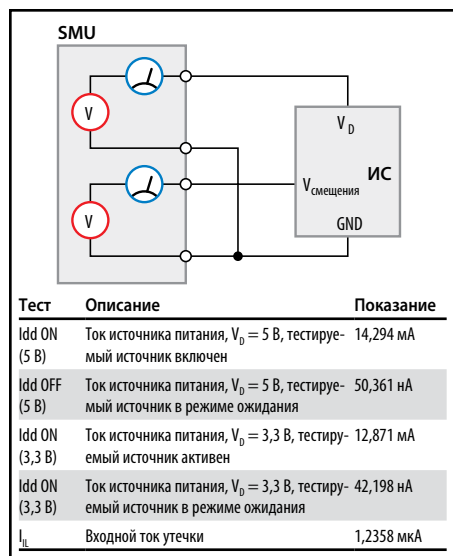 SMU
V
V D
V смещения
ИС
V
GND
Тест Описание Показание
Idd ON Ток источника питания, V D = 5 В, тестируе- 14,294 мА
(5 В) мый источник включен
Idd OFF Ток источника питания, V D = 5 В, тестируе- 50,361 нА
(5 В) мый источник в режиме ожидания
Idd ON Ток источника питания, V D = 3,3 В, тестиру- 12,871 мА
(3,3 В) емый источник активен
Idd ON Ток источника питания, V D = 3,3 В, тестиру- 42,198 нА
(3,3 В) емый источник в режиме ожидания
I IL Входной ток утечки 1,2358 мкА